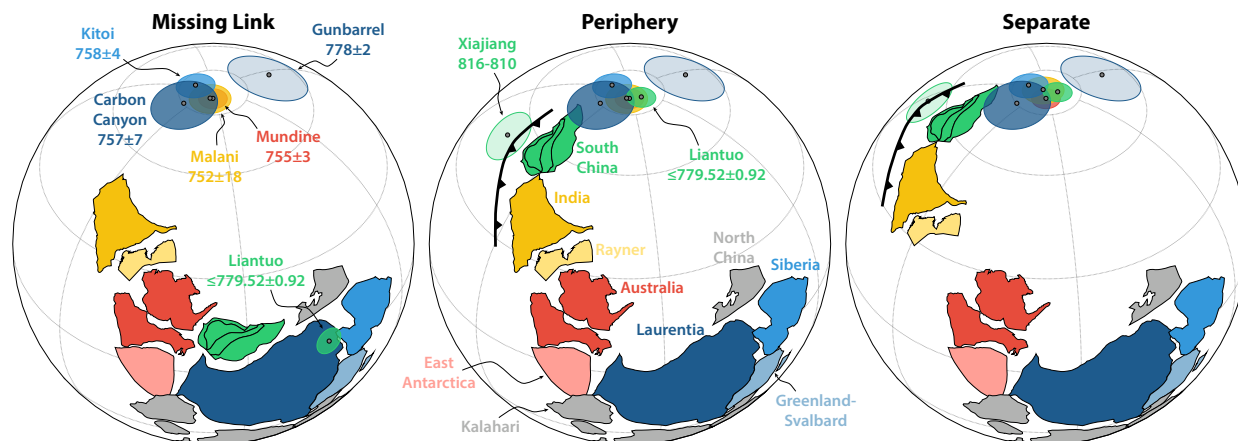 Missing Link
Kitoi
758±4
Gunbarrel
778±2
Carbon
Canyon
757±7
Mundine
755±3
Malani
752±18
Liantuo
≤779.52±0.92
Periphery
Xiajiang
816-810
South
China
Liantuo
≤779.52±0.92
India
Rayner
North
China
Siberia
Australia
Laurentia
East
Antarctica
Kalahari
Greenland-
Svalbard
Separate